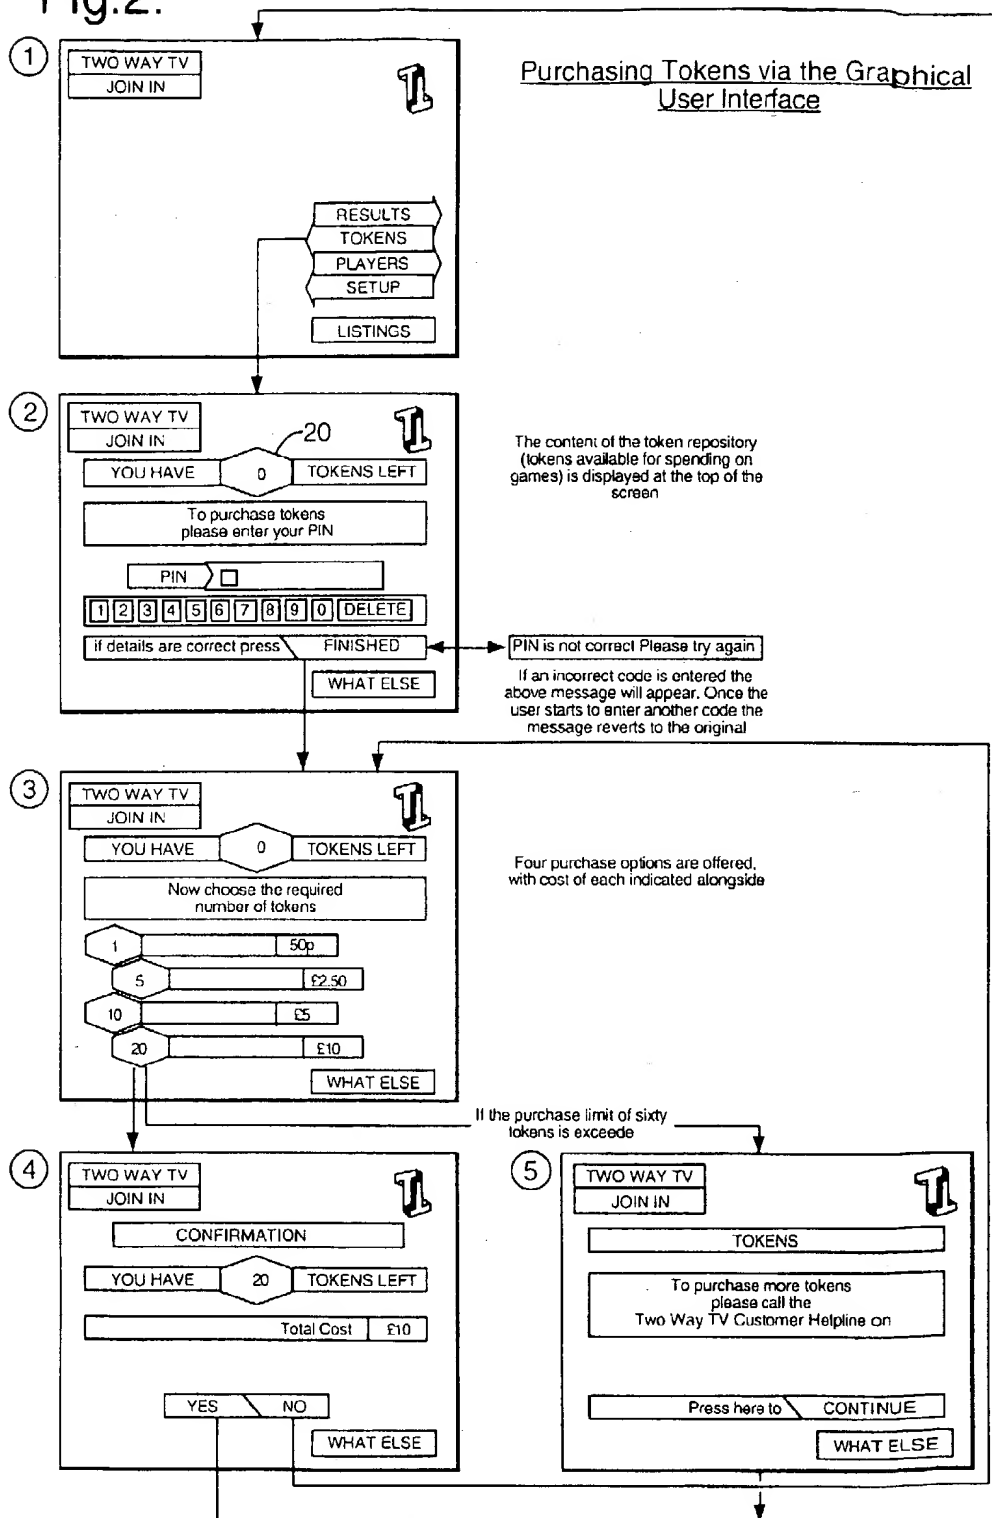 Fig.2.
Purchasing Tokens via the Graphical
User Interface
1
TWO WAY TV
JOIN IN
1
RESULTS
TOKENS
PLAYERS
SETUP
LISTINGS
2
TWO WAY TV
JOIN IN
1
20
YOU HAVE 0 TOKENS LEFT
To purchase tokens
please enter your PIN
PIN
1 2 3 4 5 6 7 8 9 0 DELETE
if details are correct press FINISHED
WHAT ELSE
The content of the token repository
(tokens available for spending on
games) is displayed at the top of the
screen
PIN is not correct Please try again
If an incorrect code is entered the
above message will appear. Once the
user starts to enter another code the
message reverts to the original
3
TWO WAY TV
JOIN IN
1
YOU HAVE 0 TOKENS LEFT
Now choose the required
number of tokens
1 50p
5 £2.50
10 £5
20 £10
WHAT ELSE
Four purchase options are offered,
with cost of each indicated alongside
If the purchase limit of sixty
tokens is exceede
4
TWO WAY TV
JOIN IN
1
CONFIRMATION
YOU HAVE 20 TOKENS LEFT
Total Cost £10
YES NO
WHAT ELSE
5
TWO WAY TV
JOIN IN
1
TOKENS
To purchase more tokens
please call the
Two Way TV Customer Helpline on
Press here to CONTINUE
WHAT ELSE